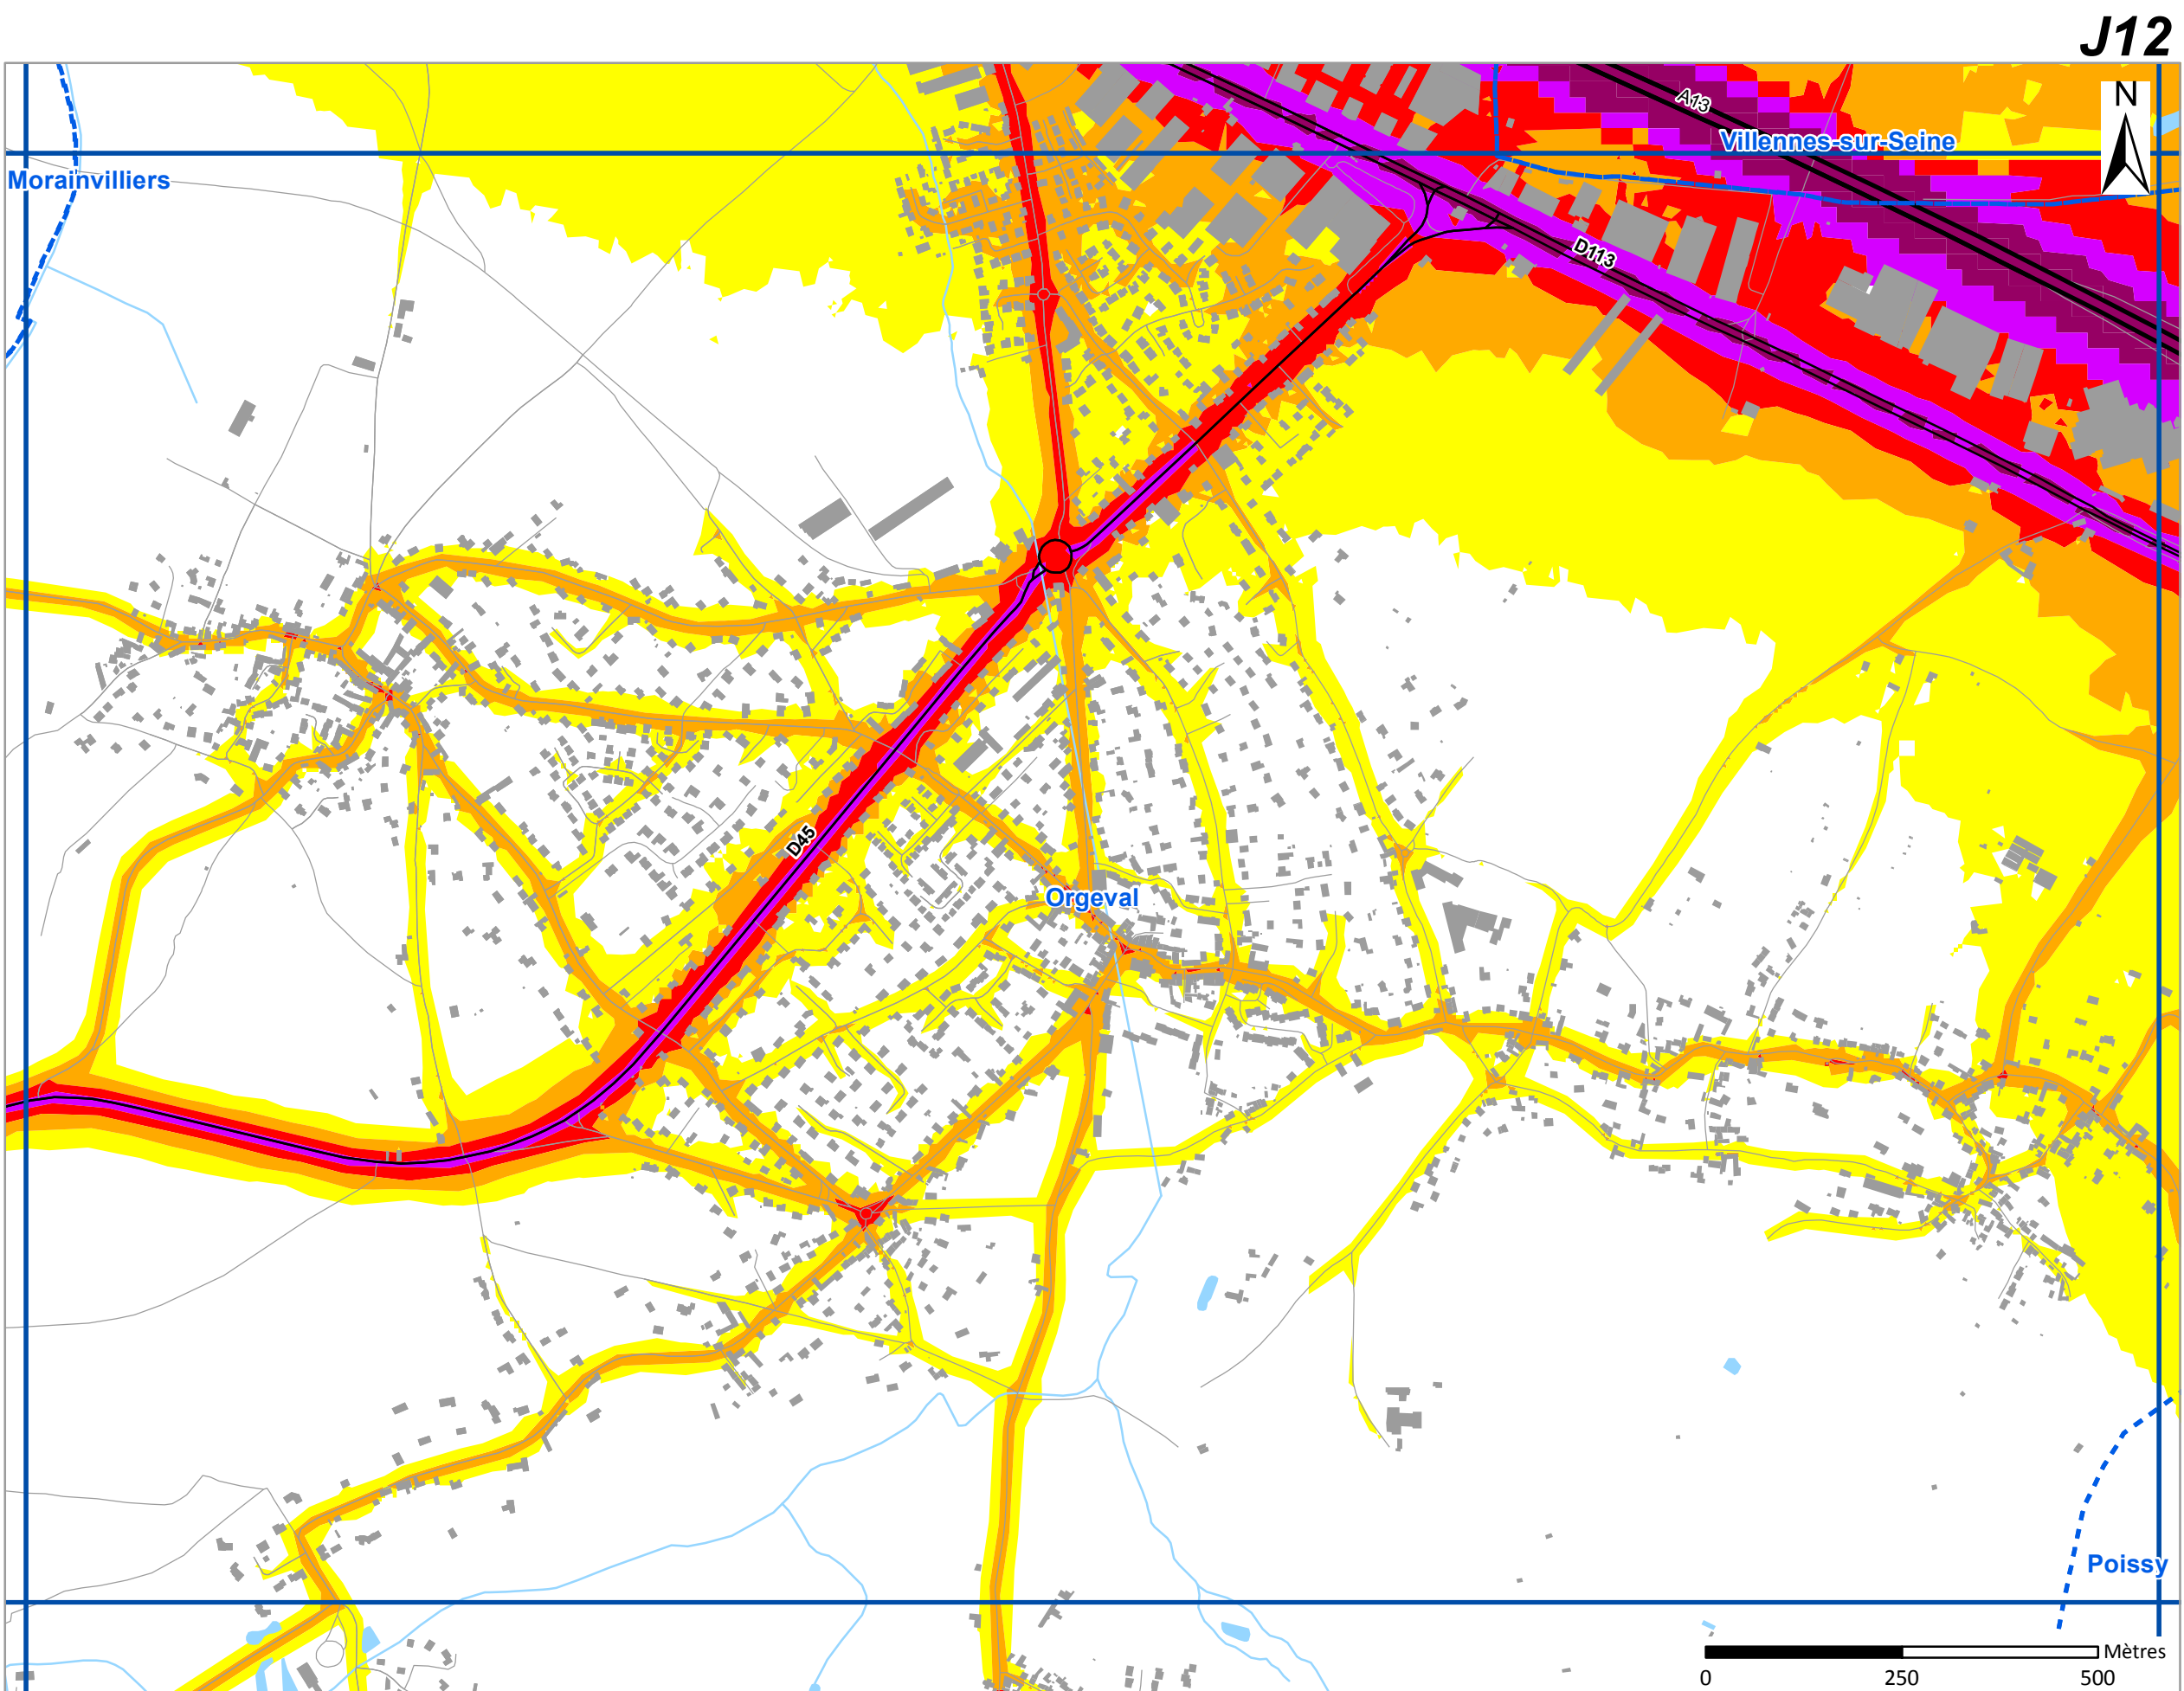 J12
N
A13
Villennes-sur-Seine
Morainvilliers
D113
D45
Orgeval
Poissy
Mètres
0 250 500